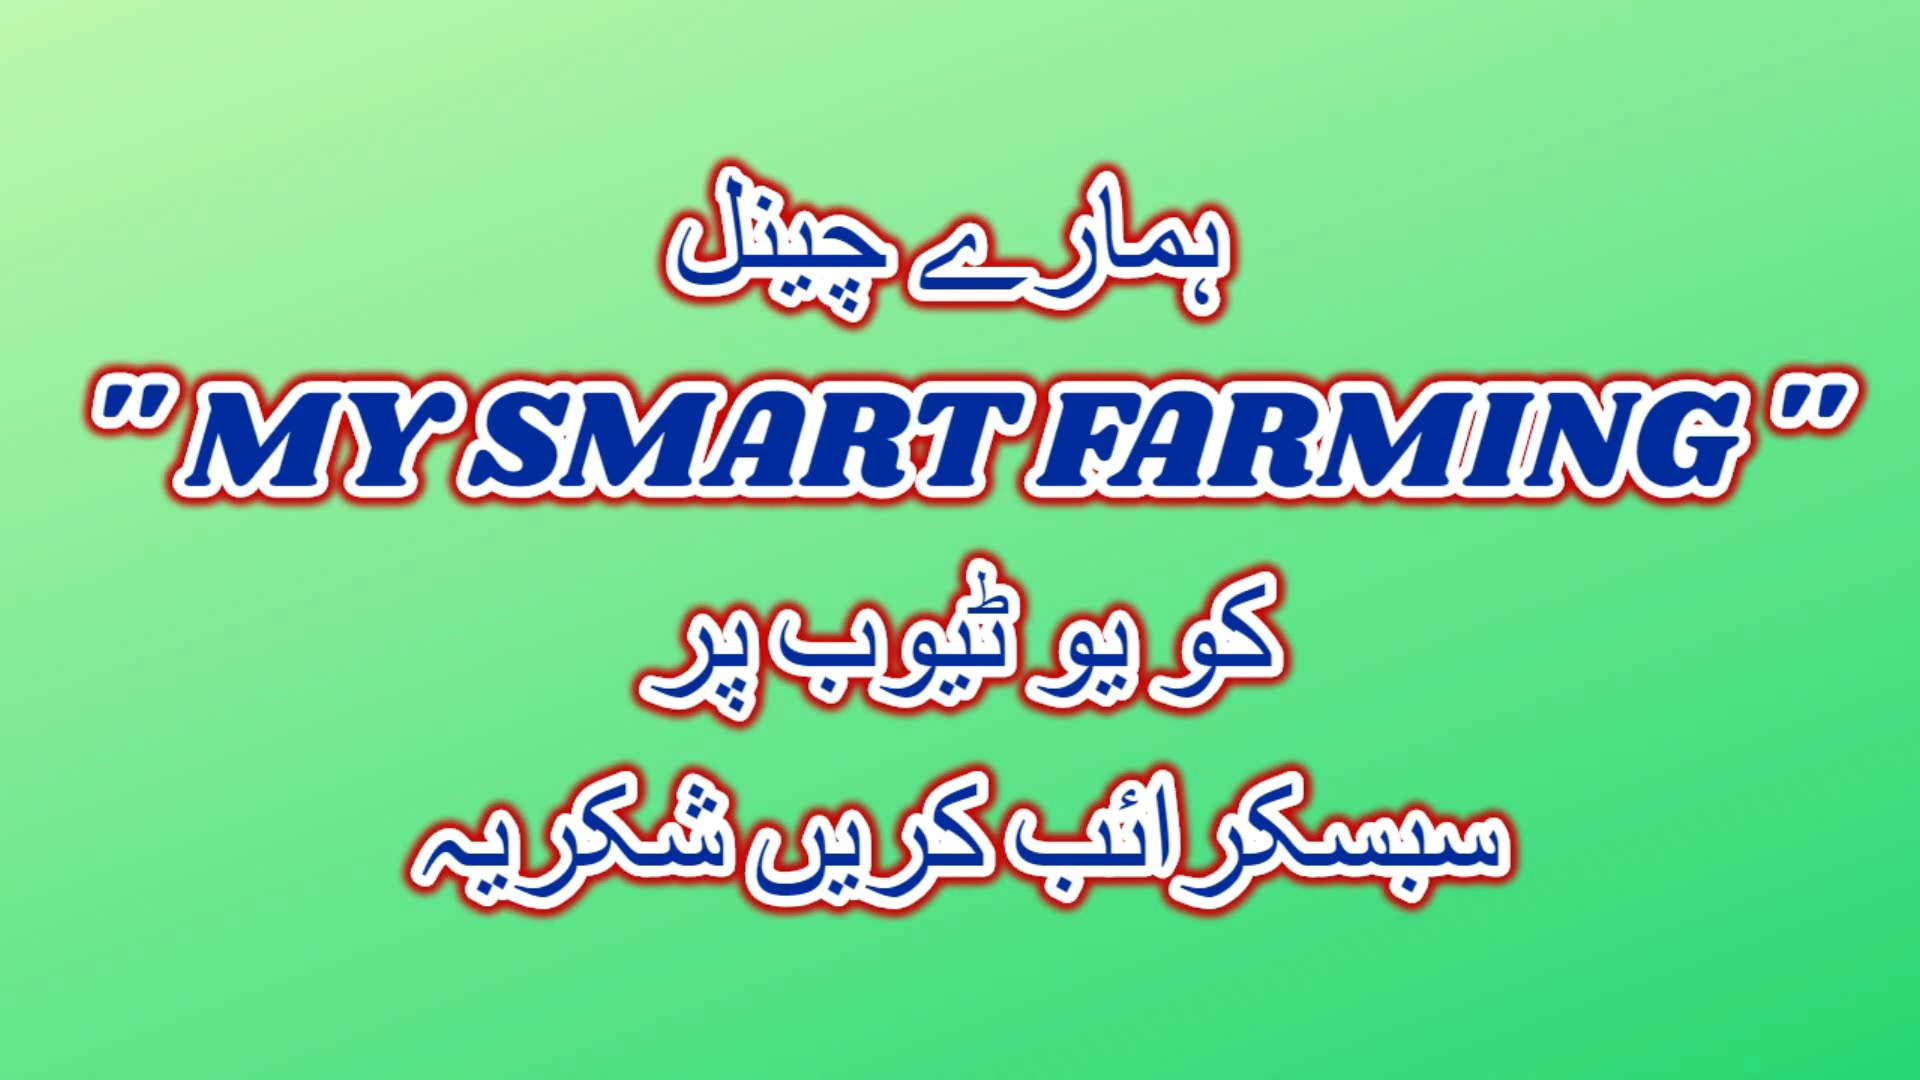 ہمارے چینل
" MY SMART FARMING "
کو یو ٹیوب پر
سبسکرائب کریں شکریہ